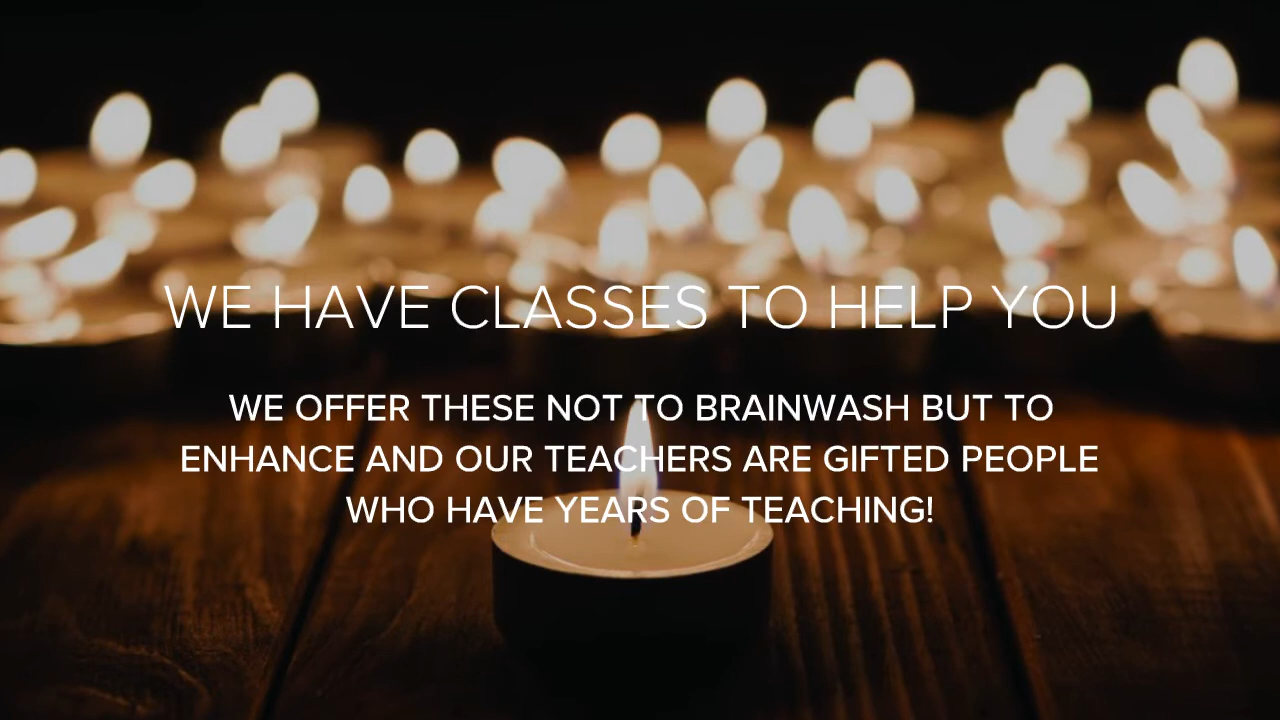 WE HAVE CLASSES TO HELP YOU
WE OFFER THESE NOT TO BRAINWASH BUT TO
ENHANCE AND OUR TEACHERS ARE GIFTED PEOPLE
WHO HAVE YEARS OF TEACHING!